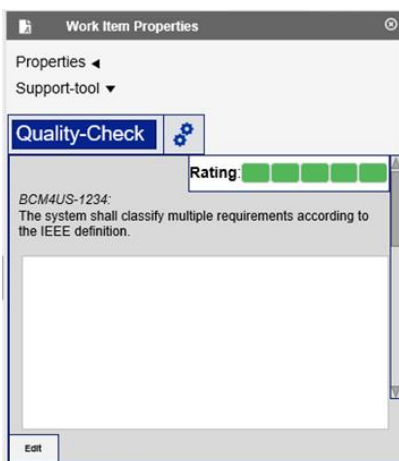 Work Item Properties
Properties
Support-tool
Quality-Check
Rating:
BCM4US-1234:
The system shall classify multiple requirements according to
the IEEE definition.
Edit